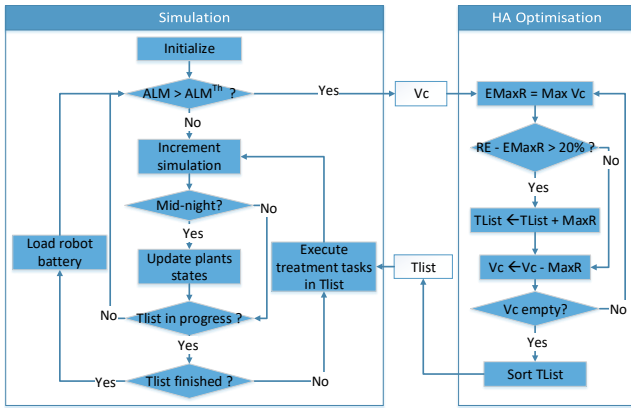 Simulation
HA Optimisation
Initialize
ALM > ALMᵀʰ ?
Yes
Vc
EMaxR = Max Vc
No
Increment
simulation
RE - EMaxR > 20% ?
No
Yes
Mid-night?
No
Yes
TList ←TList + MaxR
Load robot
battery
Update plants
states
Execute
treatment tasks
in Tlist
Tlist
Vc ←Vc - MaxR
No
Tlist in progress ?
Vc empty?
No
Yes
Yes
Yes
Tlist finished ?
No
Sort TList